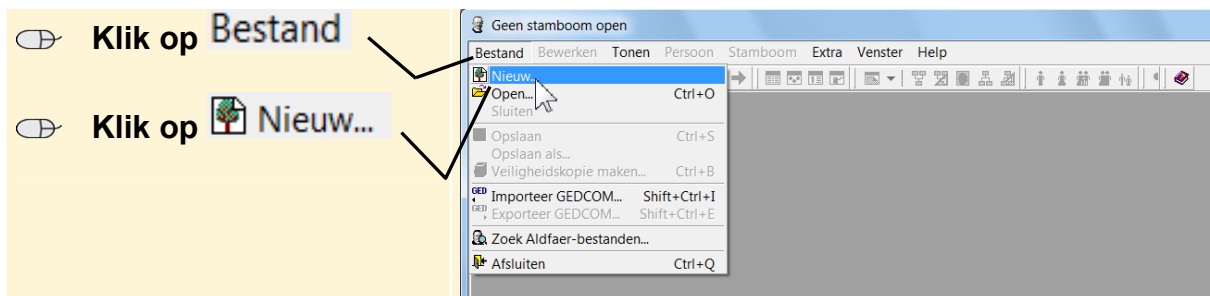 Klik op Bestand
Klik op Nieuw...
Geen stamboom open
Bestand Bewerken Tonen Persoon Stamboom Extra Venster Help
Nieuw...
Open... Ctrl+O
Sluiten
Opslaan Ctrl+S
Opslaan als...
Veiligheidskopie maken... Ctrl+B
GED Importeer GEDCOM... Shift+Ctrl+I
GED Exporteer GEDCOM... Shift+Ctrl+E
Zoek Aldfaer-bestanden...
Afsluiten Ctrl+Q